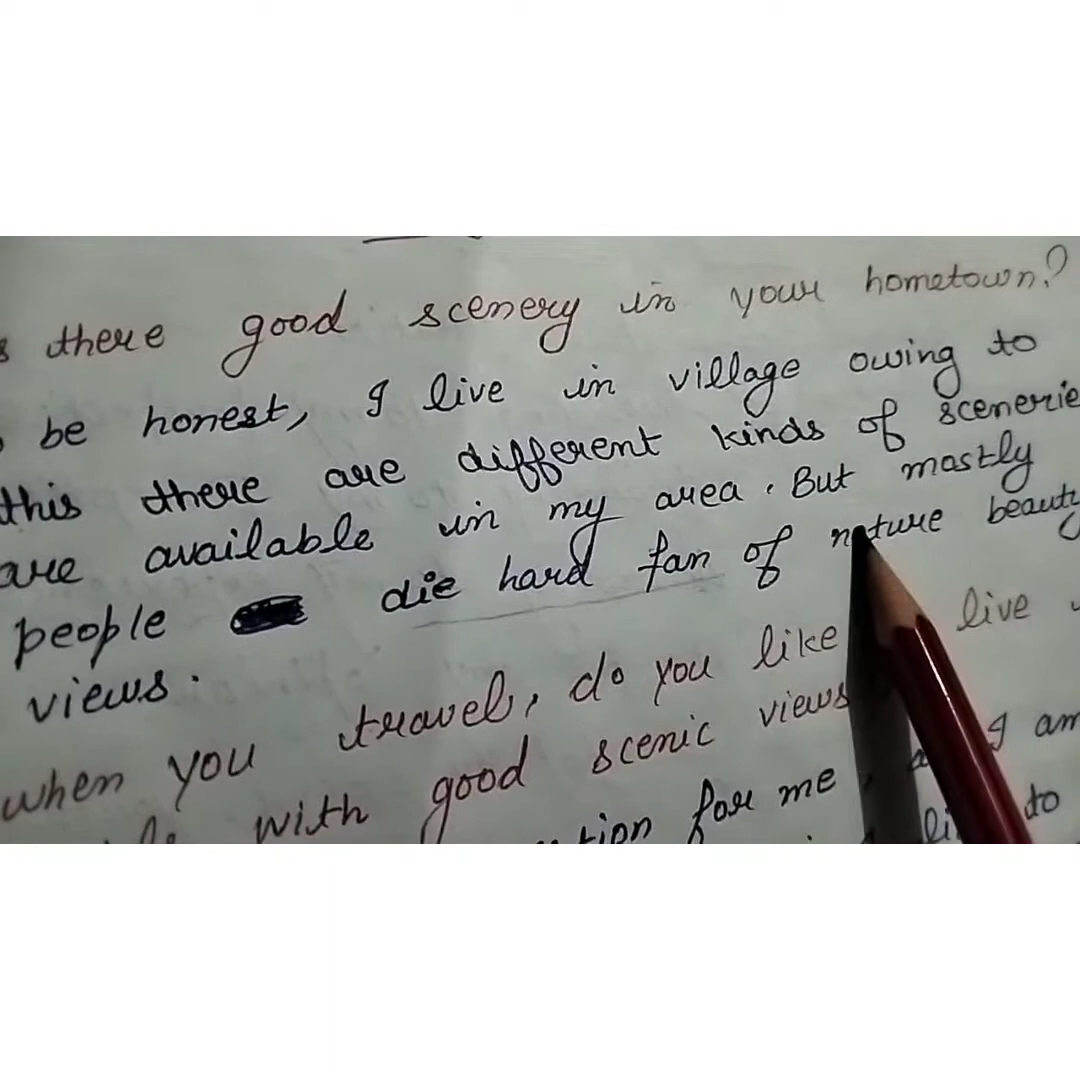 there good scenery in your hometown?
be honest, I live in village owing to
this there are different kinds of scenerie
are available in my area. But mostly
people die hard fan of nature beauty
views.
when you travel, do you like live
with good scenic views
for me, I am
to